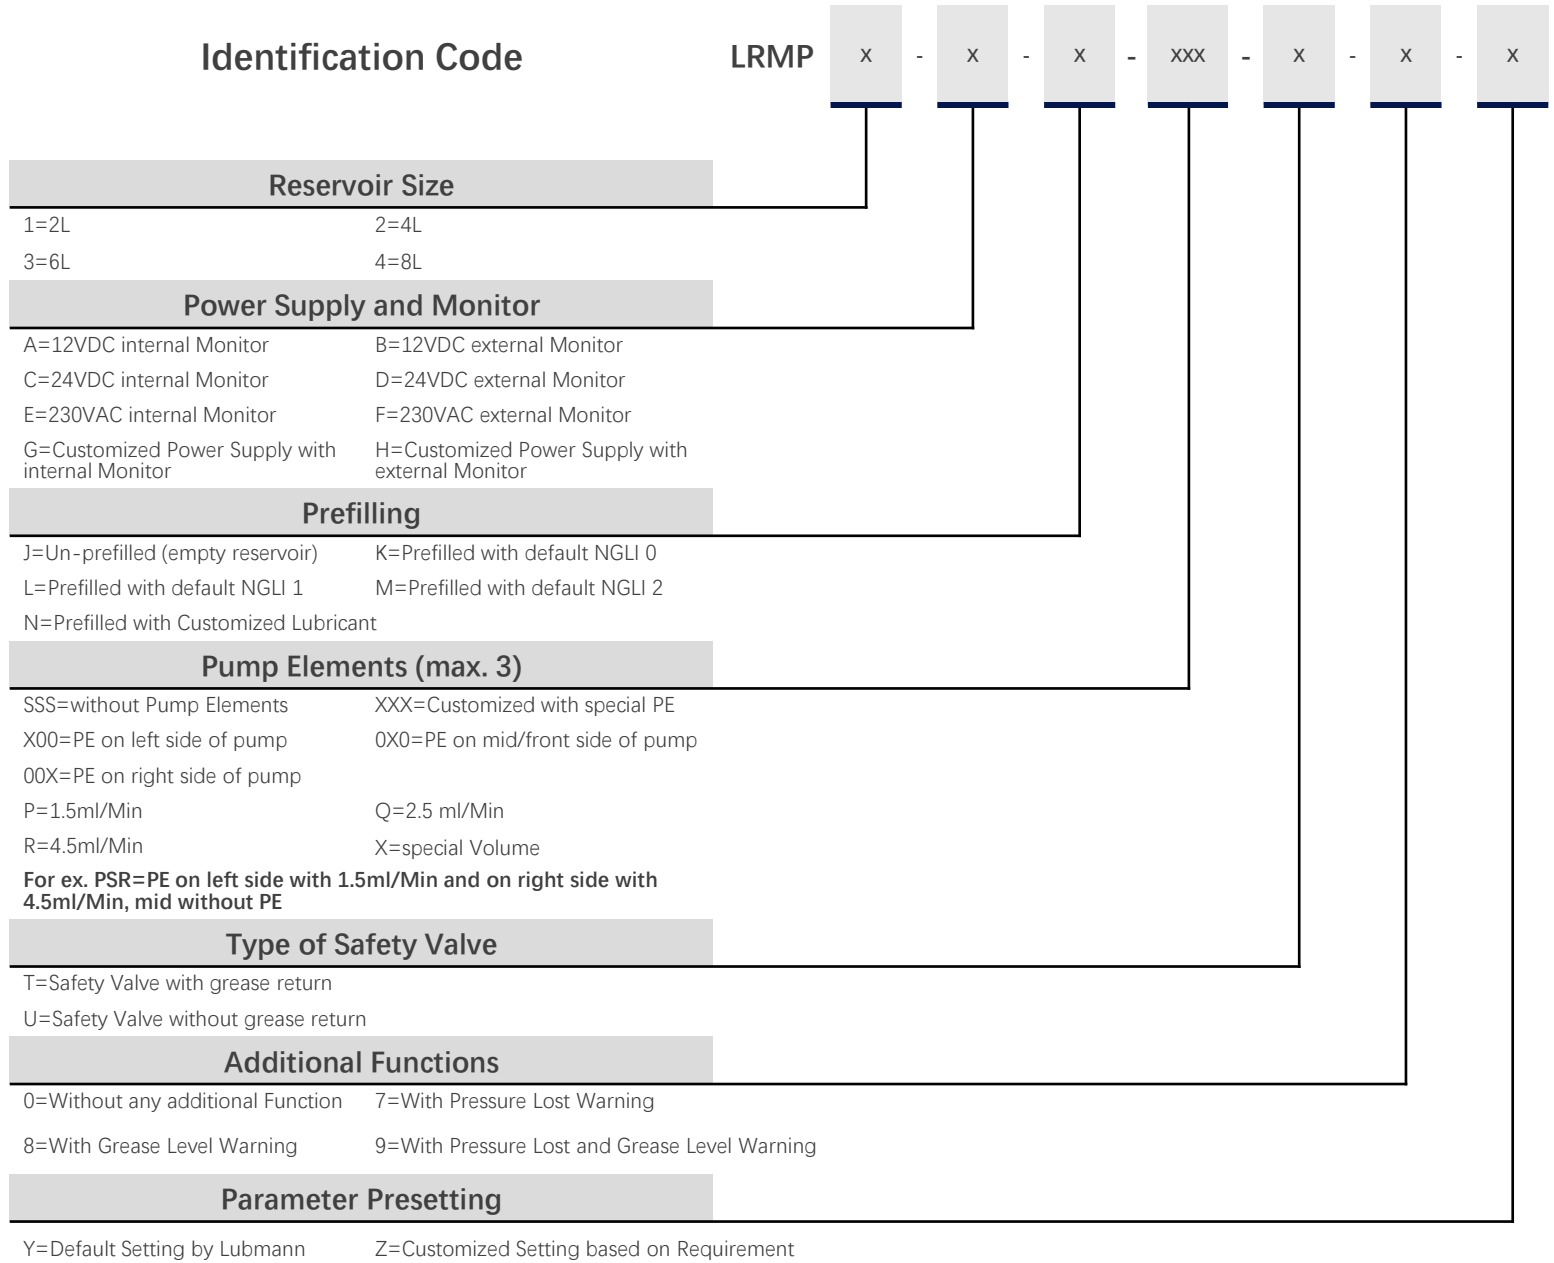 Identification Code LRMP x - x - x - xxx - x - x - x
Reservoir Size
1=2L 2=4L
3=6L 4=8L
Power Supply and Monitor
A=12VDC internal Monitor B=12VDC external Monitor
C=24VDC internal Monitor D=24VDC external Monitor
E=230VAC internal Monitor F=230VAC external Monitor
G=Customized Power Supply with H=Customized Power Supply with
internal Monitor external Monitor
Prefilling
J=Un-prefilled (empty reservoir) K=Prefilled with default NGLI 0
L=Prefilled with default NGLI 1 M=Prefilled with default NGLI 2
N=Prefilled with Customized Lubricant
Pump Elements (max. 3)
SSS=without Pump Elements XXX=Customized with special PE
X00=PE on left side of pump 0X0=PE on mid/front side of pump
00X=PE on right side of pump
P=1.5ml/Min Q=2.5 ml/Min
R=4.5ml/Min X=special Volume
For ex. PSR=PE on left side with 1.5ml/Min and on right side with
4.5ml/Min, mid without PE
Type of Safety Valve
T=Safety Valve with grease return
U=Safety Valve without grease return
Additional Functions
0=Without any additional Function 7=With Pressure Lost Warning
8=With Grease Level Warning 9=With Pressure Lost and Grease Level Warning
Parameter Presetting
Y=Default Setting by Lubmann Z=Customized Setting based on Requirement